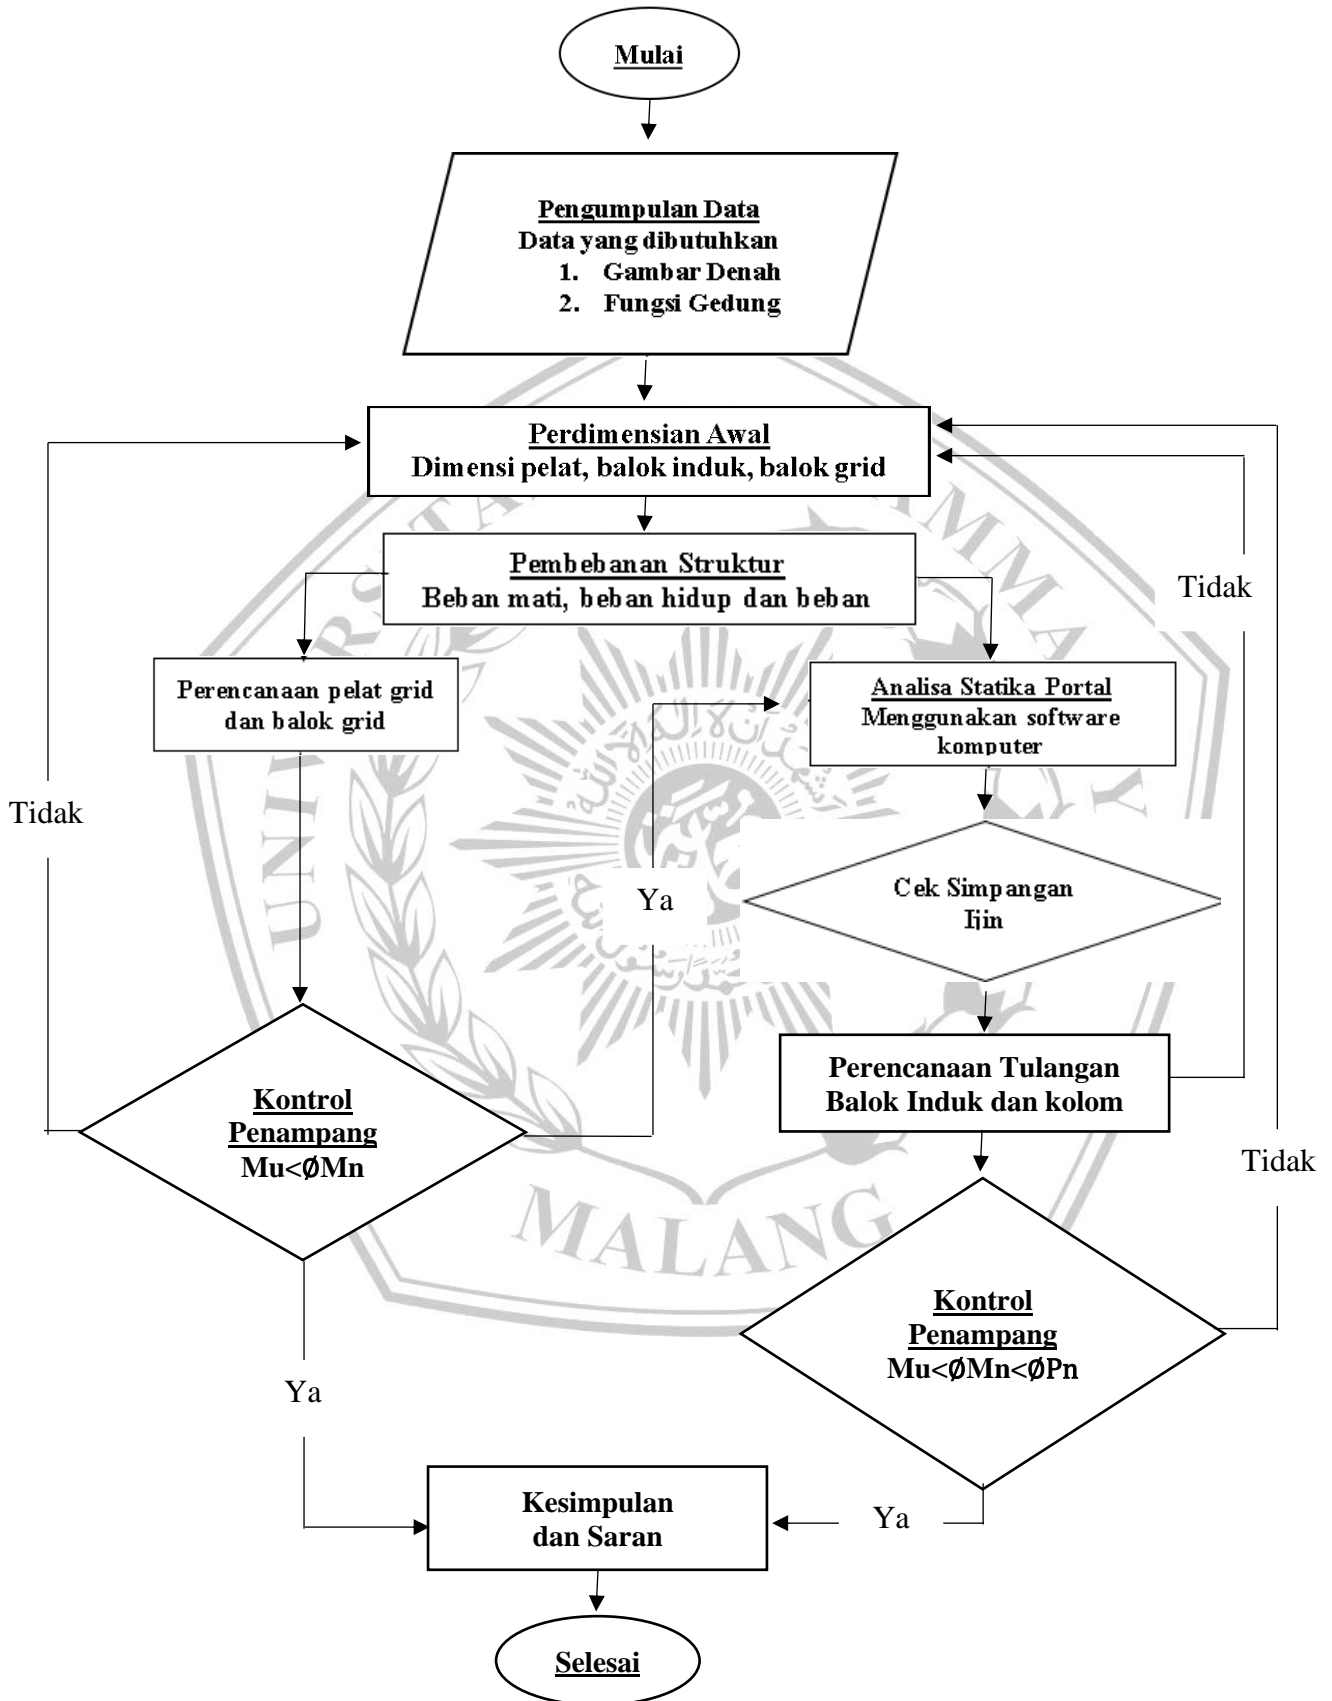 Mulai
Pengumpulan Data
Data yang dibutuhkan
1. Gambar Denah
2. Fungsi Gedung
Perdimensian Awal
Dimensi pelat, balok induk, balok grid
Pembebanan Struktur
Beban mati, beban hidup dan beban
Tidak
Perencanaan pelat grid
dan balok grid
Analisa Statika Portal
Menggunakan software
komputer
Tidak
Ya
Cek Simpangan
Ijin
Perencanaan Tulangan
Balok Induk dan kolom
Kontrol
Penampang
Mu<ØMn
Tidak
Kontrol
Penampang
Mu<ØMn<ØPn
Ya
Kesimpulan
dan Saran
Ya
Selesai
MALANG